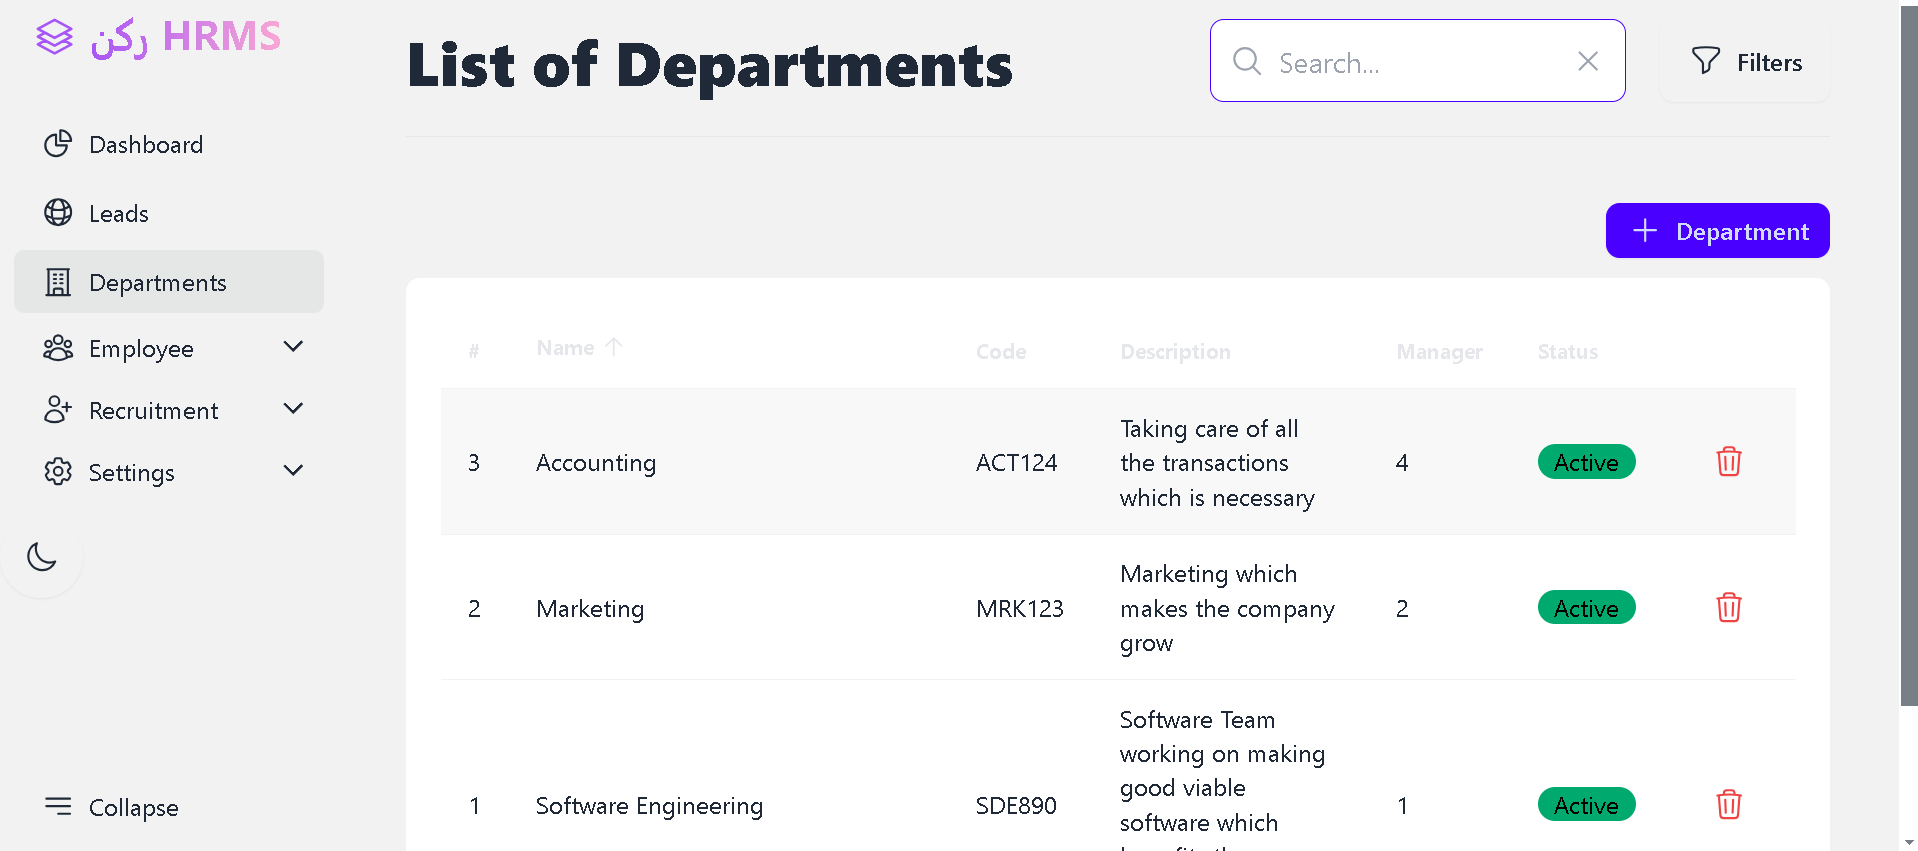 ركن HRMS
List of Departments
Search...
Filters
Dashboard
Leads
Departments
Employee
Recruitment
Settings
Collapse
Department
# Name Code Description Manager Status
3 Accounting ACT124 Taking care of all
the transactions
which is necessary 4 Active
2 Marketing MRK123 Marketing which
makes the company
grow 2 Active
1 Software Engineering SDE890 Software Team
working on making
good viable
software which 1 Active